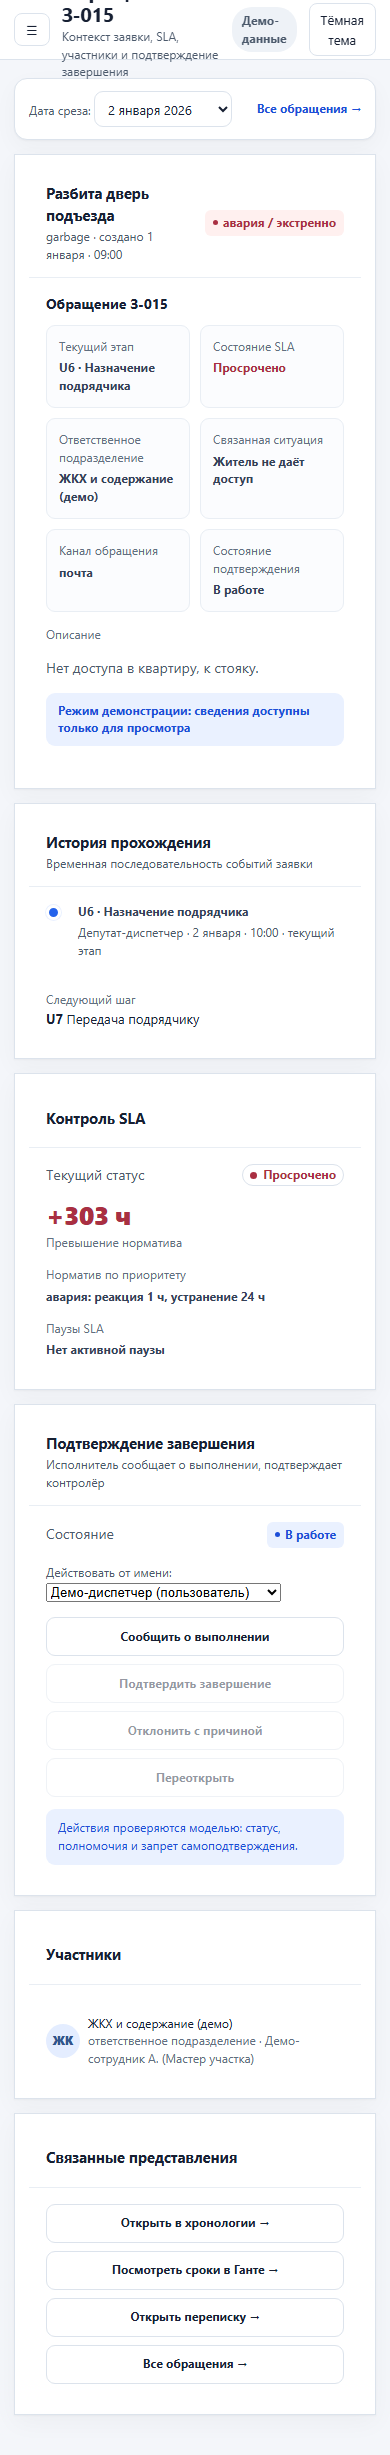 ☰
З-015
Контекст заявки, SLA,
участники и подтверждение
завершения
Демо-
данные
Тёмная
тема
Дата среза: 2 января 2026
Все обращения →
Разбита дверь
подъезда
garbage · создано 1
января · 09:00
авария / экстренно
Обращение З-015
Текущий этап
U6 · Назначение
подрядчика
Состояние SLA
Просрочено
Ответственное
подразделение
ЖКХ и содержание
(демо)
Связанная ситуация
Житель не даёт
доступ
Канал обращения
почта
Состояние
подтверждения
В работе
Описание
Нет доступа в квартиру, к стояку.
Режим демонстрации: сведения доступны
только для просмотра
История прохождения
Временная последовательность событий заявки
U6 · Назначение подрядчика
Депутат-диспетчер · 2 января · 10:00 · текущий
этап
Следующий шаг
U7 Передача подрядчику
Контроль SLA
Текущий статус
Просрочено
+303 ч
Превышение норматива
Норматив по приоритету
авария: реакция 1 ч, устранение 24 ч
Паузы SLA
Нет активной паузы
Подтверждение завершения
Исполнитель сообщает о выполнении, подтверждает
контролёр
Состояние
В работе
Действовать от имени:
Демо-диспетчер (пользователь)
Сообщить о выполнении
Подтвердить завершение
Отклонить с причиной
Переоткрыть
Действия проверяются моделью: статус,
полномочия и запрет самоподтверждения.
Участники
ЖК
ЖКХ и содержание (демо)
ответственное подразделение · Демо-
сотрудник А. (Мастер участка)
Связанные представления
Открыть в хронологии →
Посмотреть сроки в Ганте →
Открыть переписку →
Все обращения →